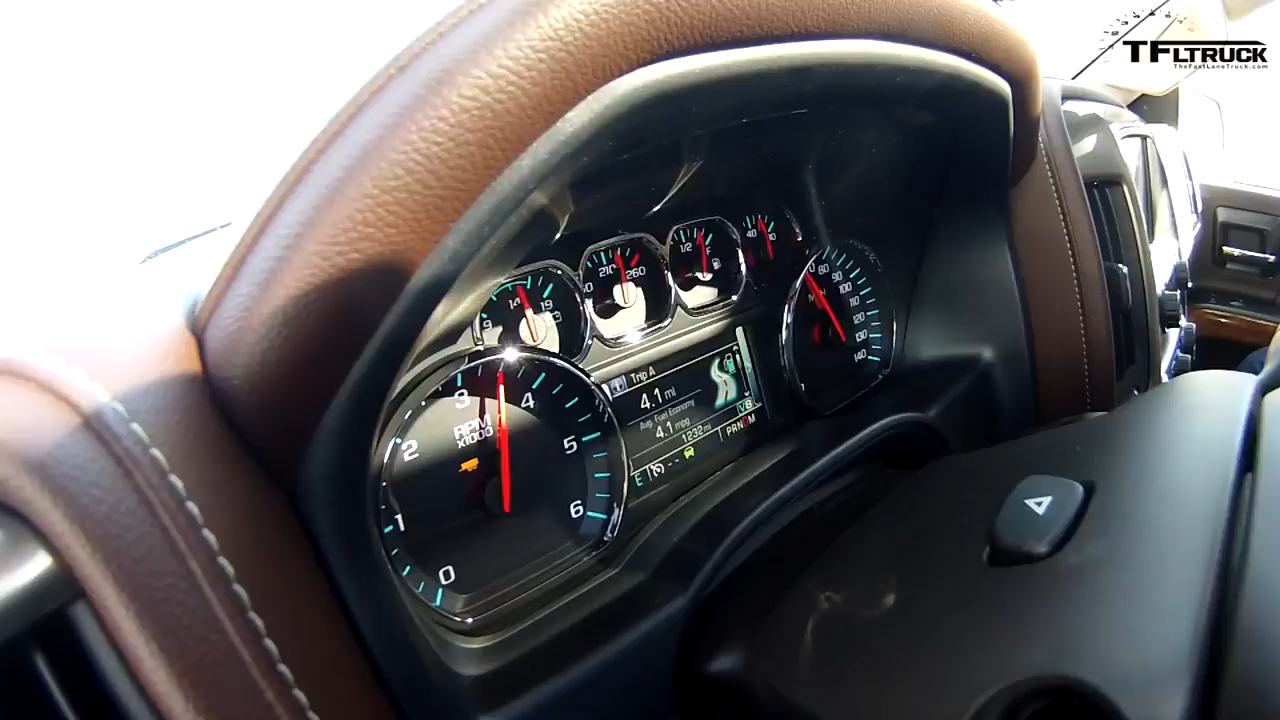 TFLTRUCK
TheFastLaneTruck.com
9 14 19
210 260
1/2 F
40
3 4
2 5
1 6
0
RPM
x1000
80
90
100
110
120
130
140
MPH
Trip A
4.1 mi
Avg. Fuel Economy
4.1 mpg
1232mi
V8
E
PRNDM